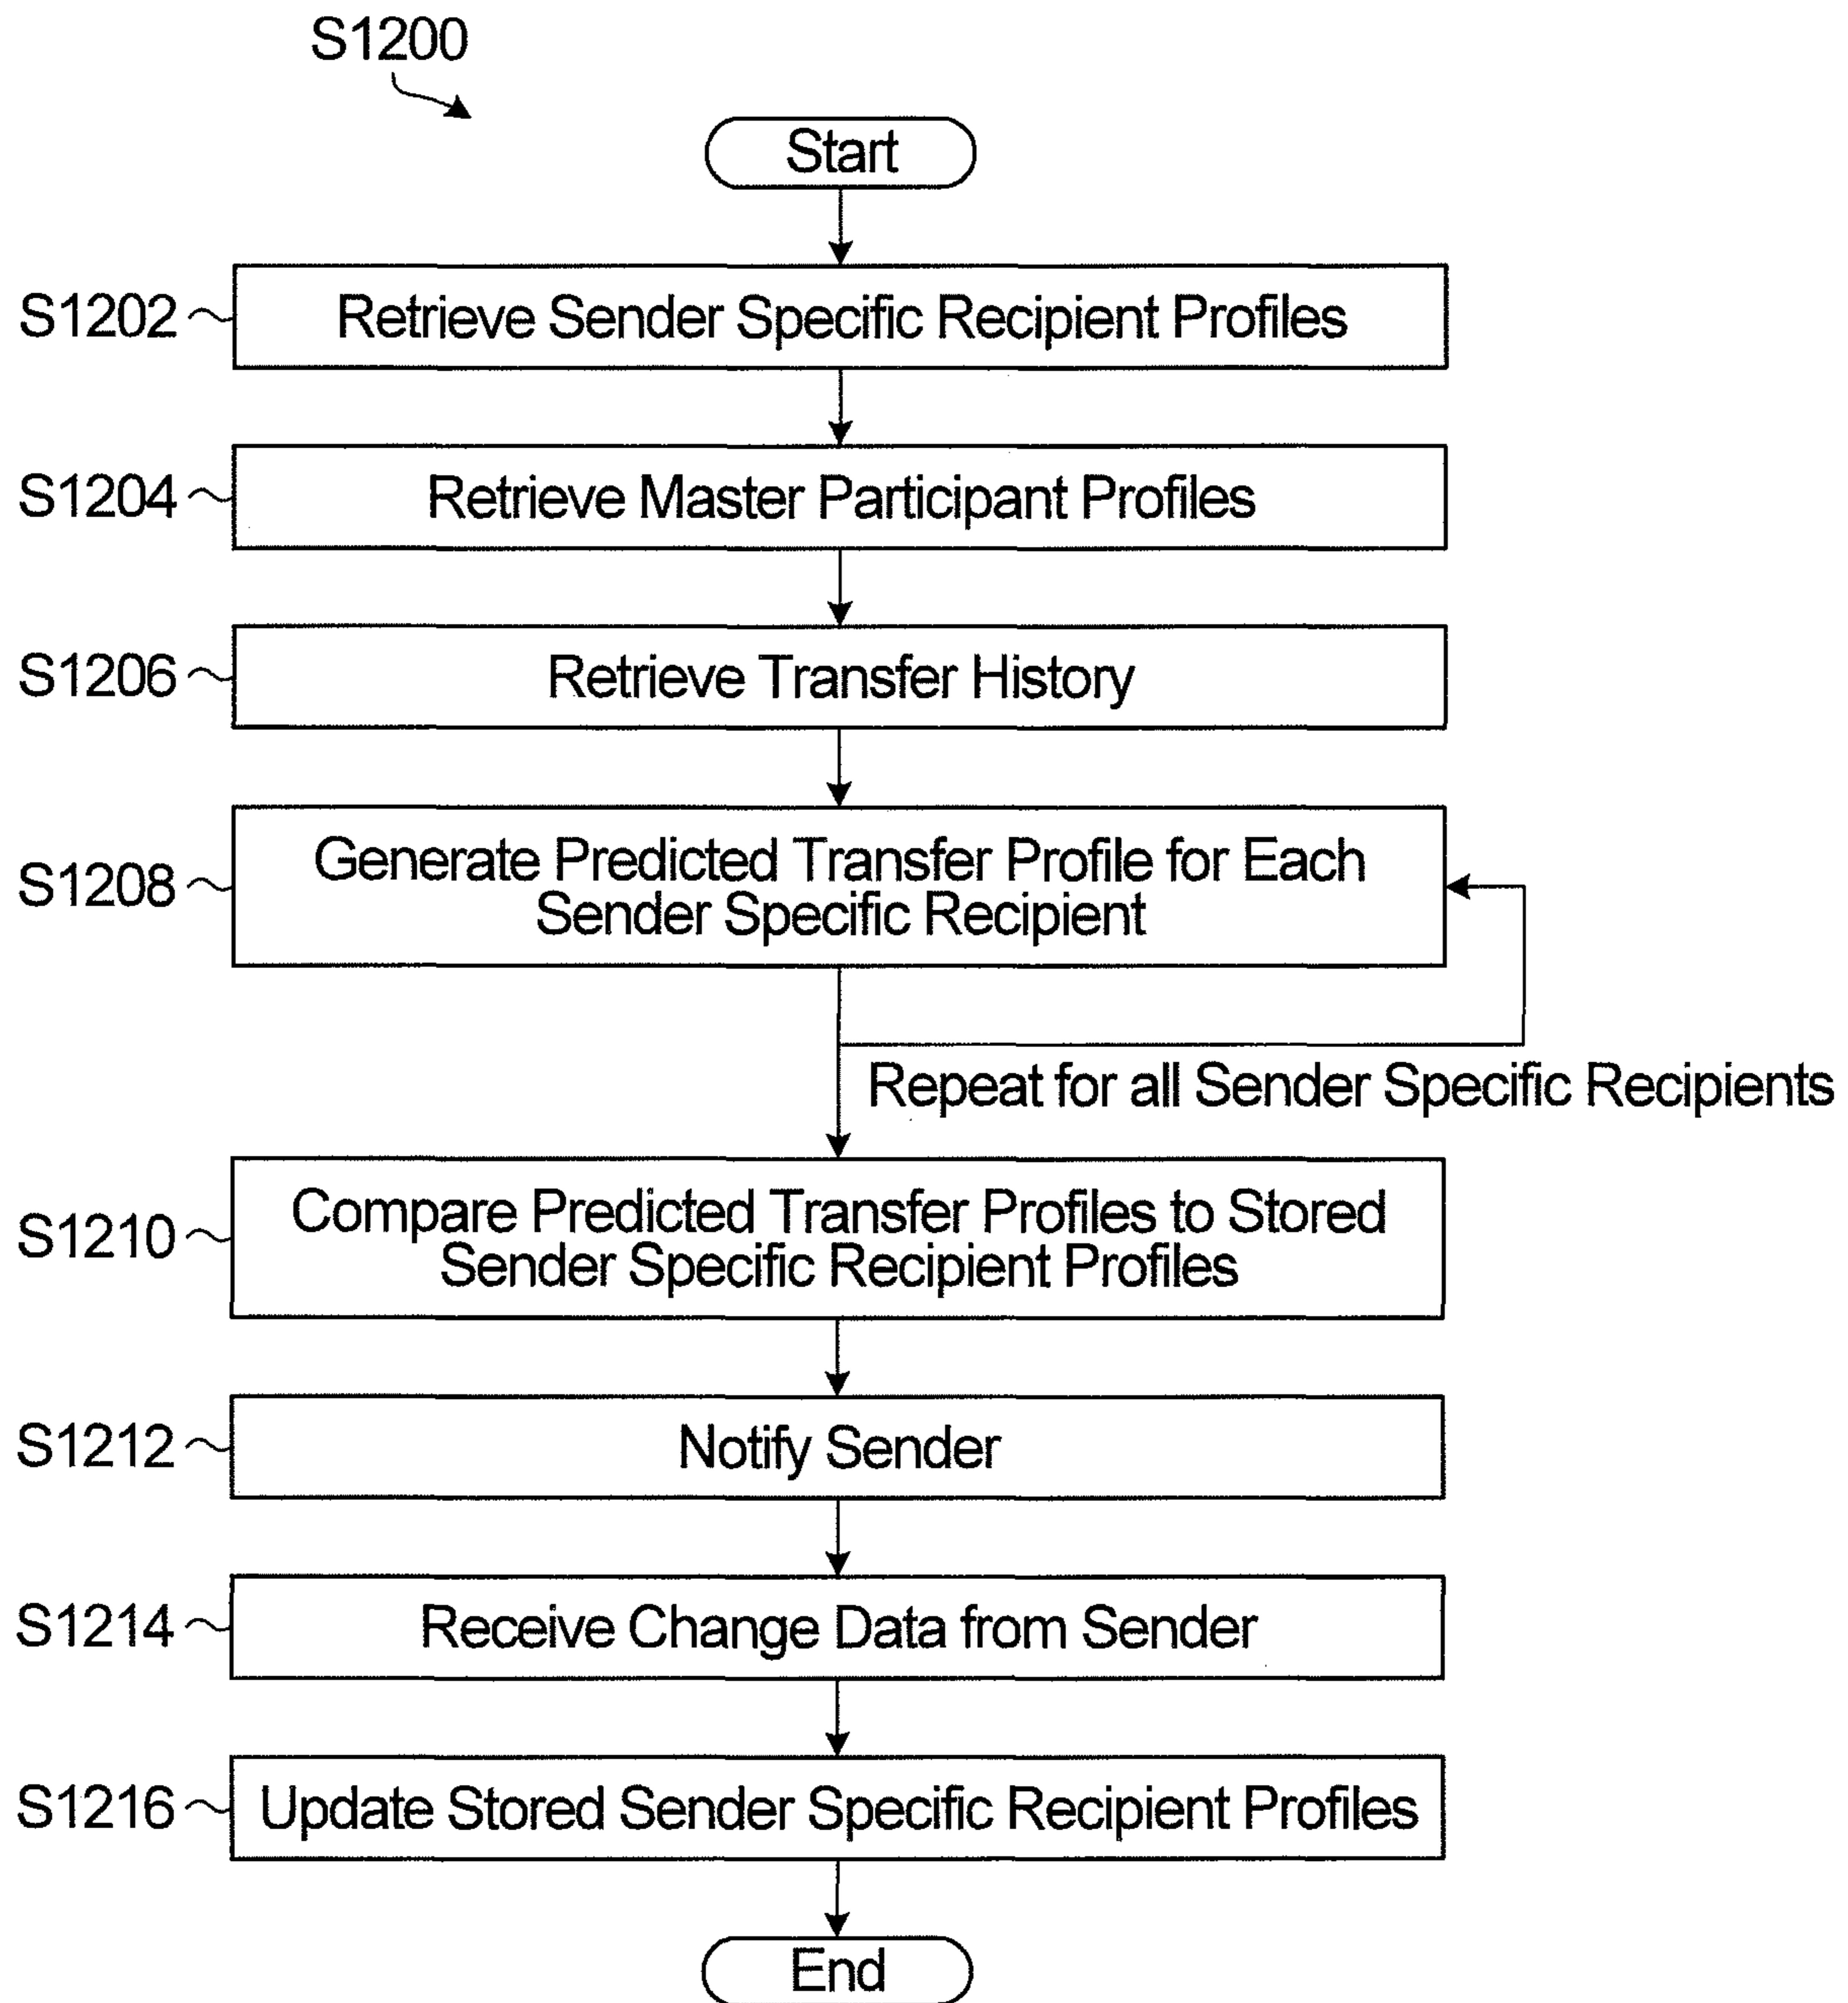 S1200
Start
S1202
Retrieve Sender Specific Recipient Profiles
S1204
Retrieve Master Participant Profiles
S1206
Retrieve Transfer History
S1208
Generate Predicted Transfer Profile for Each
Sender Specific Recipient
Repeat for all Sender Specific Recipients
S1210
Compare Predicted Transfer Profiles to Stored
Sender Specific Recipient Profiles
S1212
Notify Sender
S1214
Receive Change Data from Sender
S1216
Update Stored Sender Specific Recipient Profiles
End